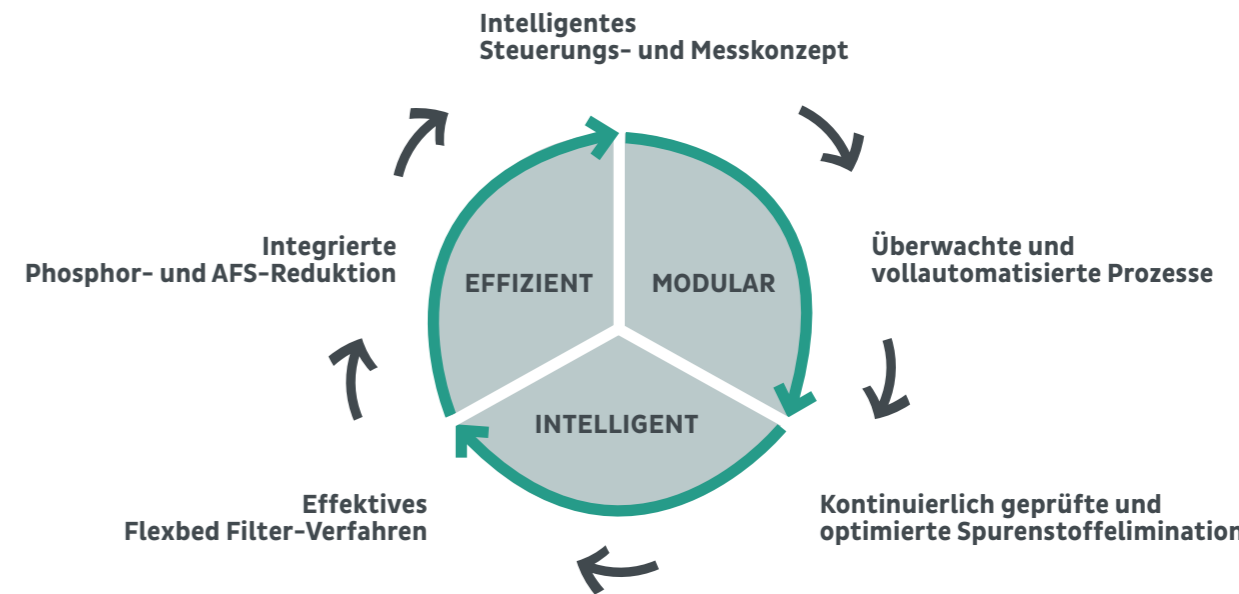 Intelligentes
Steuerungs- und Messkonzept
Integrierte
Phosphor- und AFS-Reduktion
Überwachte und
vollautomatisierte Prozesse
EFFIZIENT
MODULAR
INTELLIGENT
Effektives
Flexbed Filter-Verfahren
Kontinuierlich geprüfte und
optimierte Spurenstoffelimination